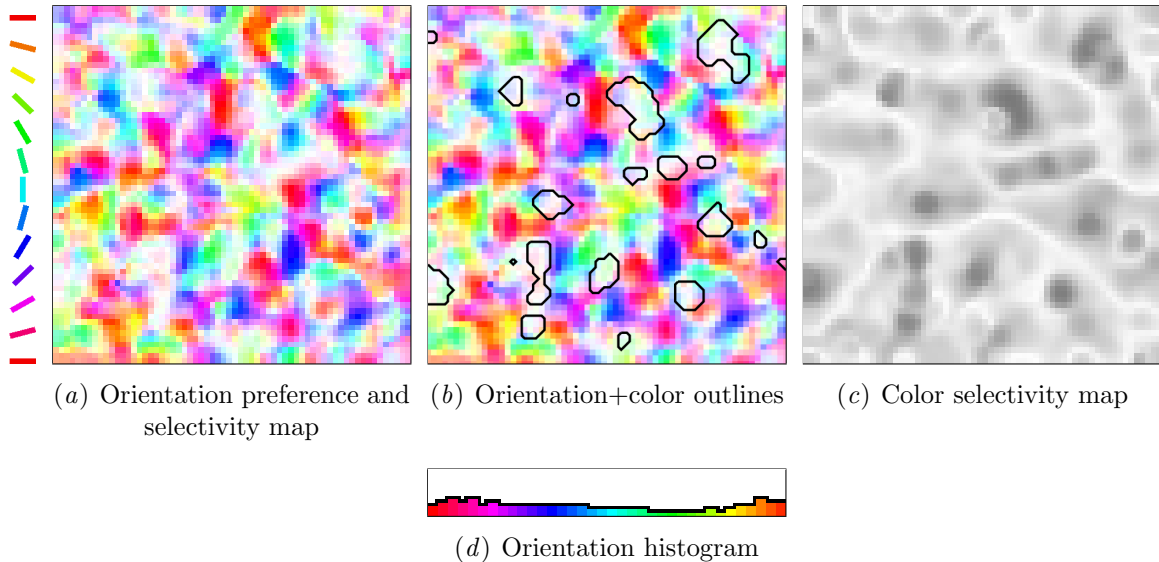 (a) Orientation preference and
selectivity map
(b) Orientation+color outlines
(c) Color selectivity map
(d) Orientation histogram